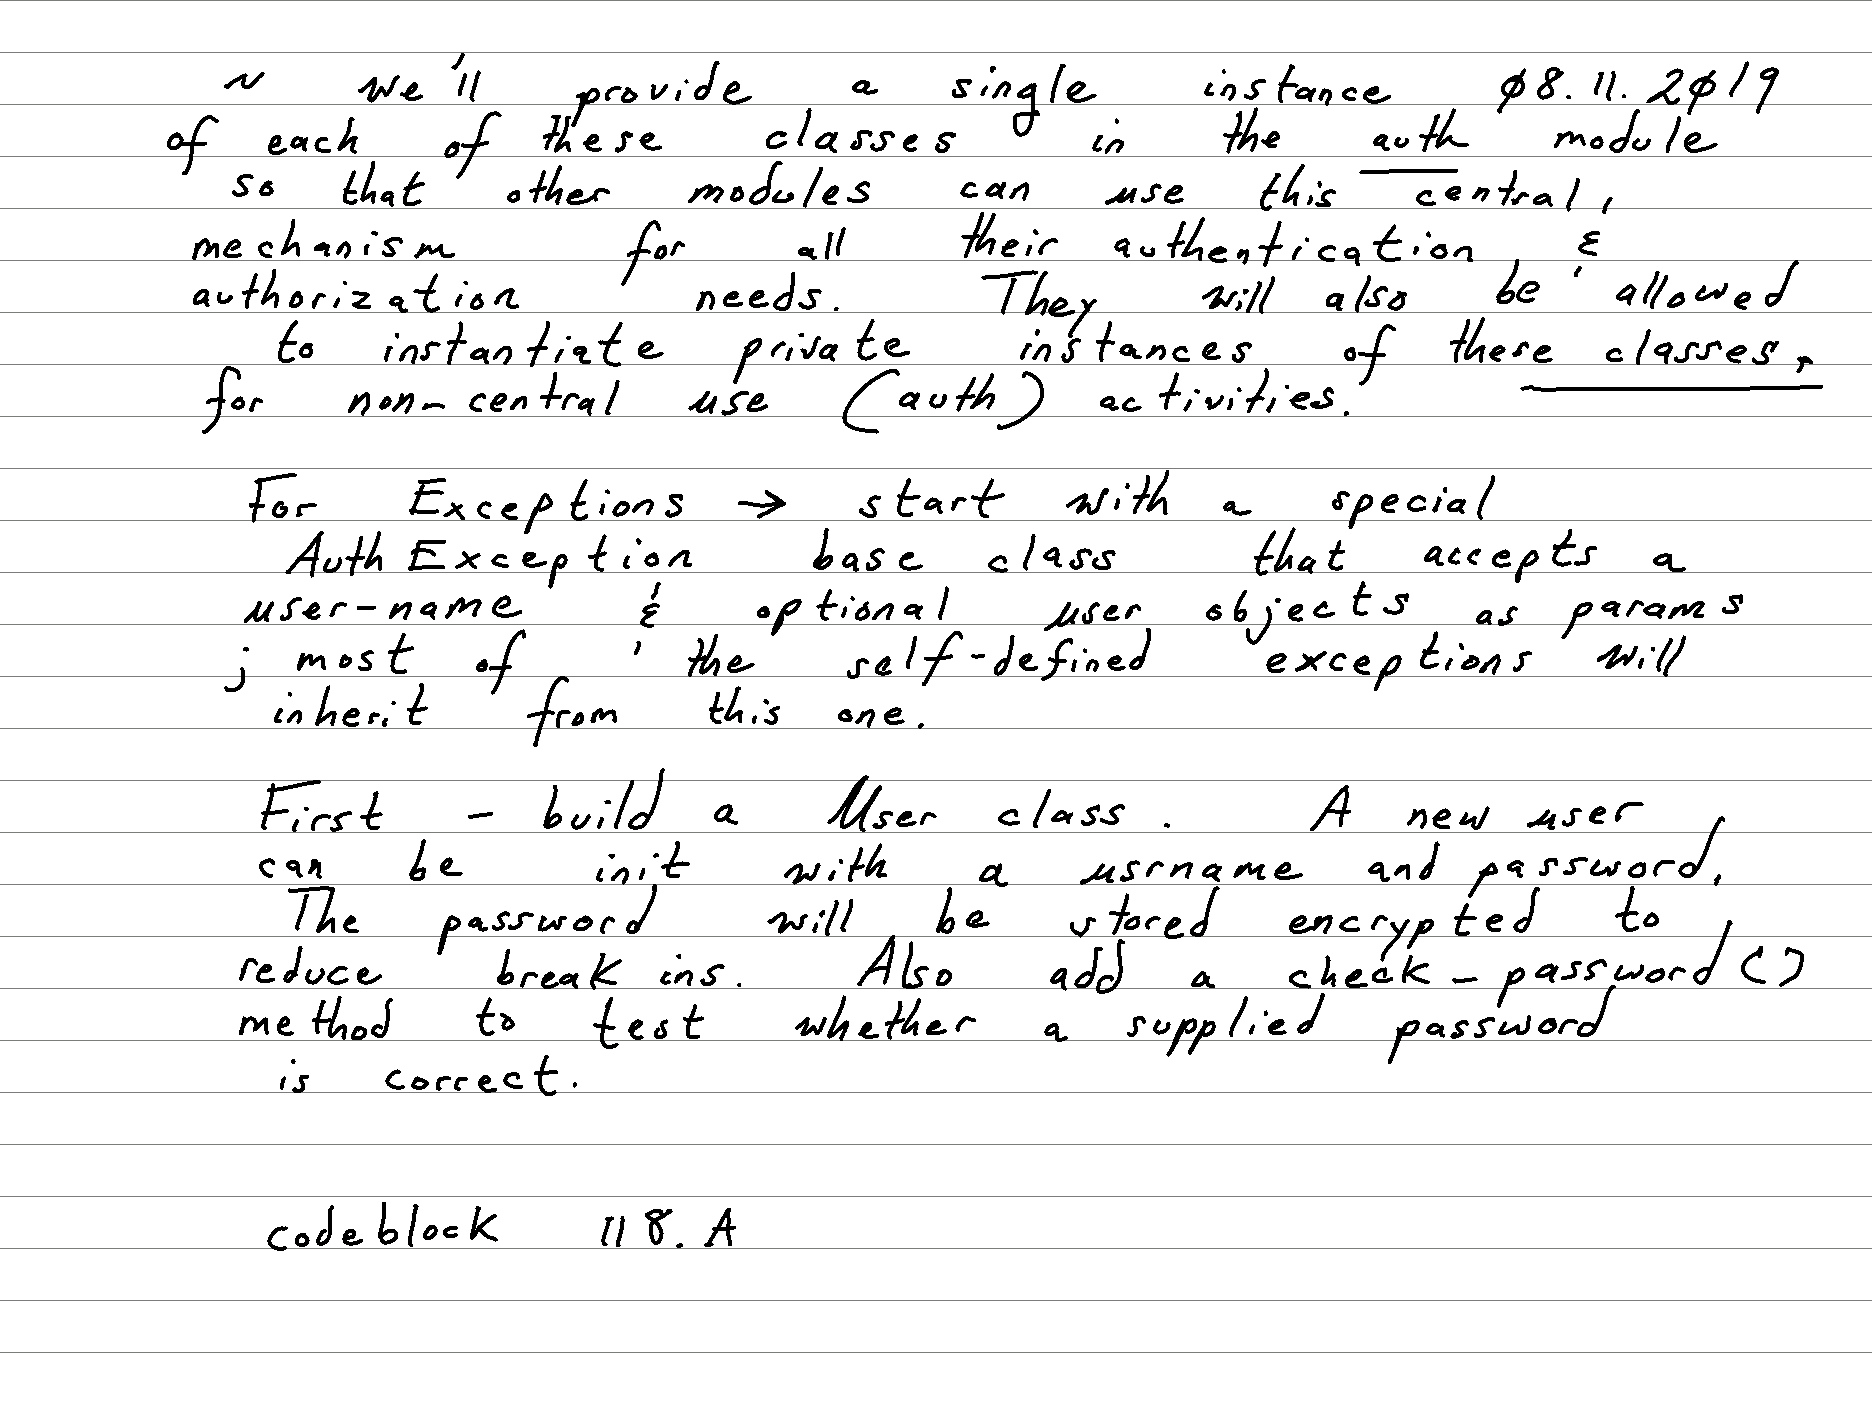 ~ we'll provide a single instance 08.11.2019
of each of these classes in the auth module
so that other modules can use this central,
mechanism for all their authentication &
authorization needs. They will also be allowed
to instantiate private instances of these classes,
for non-central use (auth) activities.
For Exceptions → start with a special
AuthException base class that accepts a
user-name & optional user objects as params
; most of the self-defined exceptions will
inherit from this one.
First - build a User class. A new user
can be init with a usrname and password.
The password will be stored encrypted to
reduce break ins. Also add a check-password()
method to test whether a supplied password
is correct.
codeblock 118.A